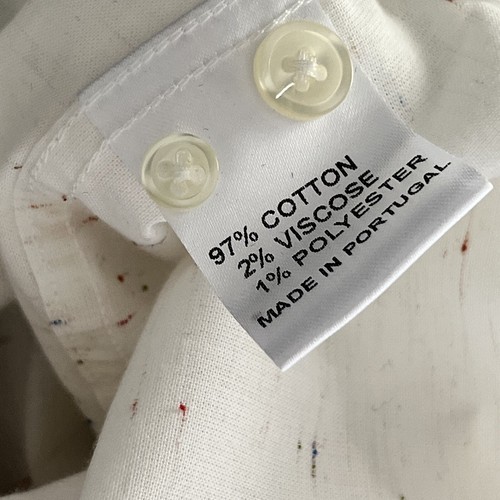 97% COTTON
2% VISCOSE
1% POLYESTER
MADE IN PORTUGAL